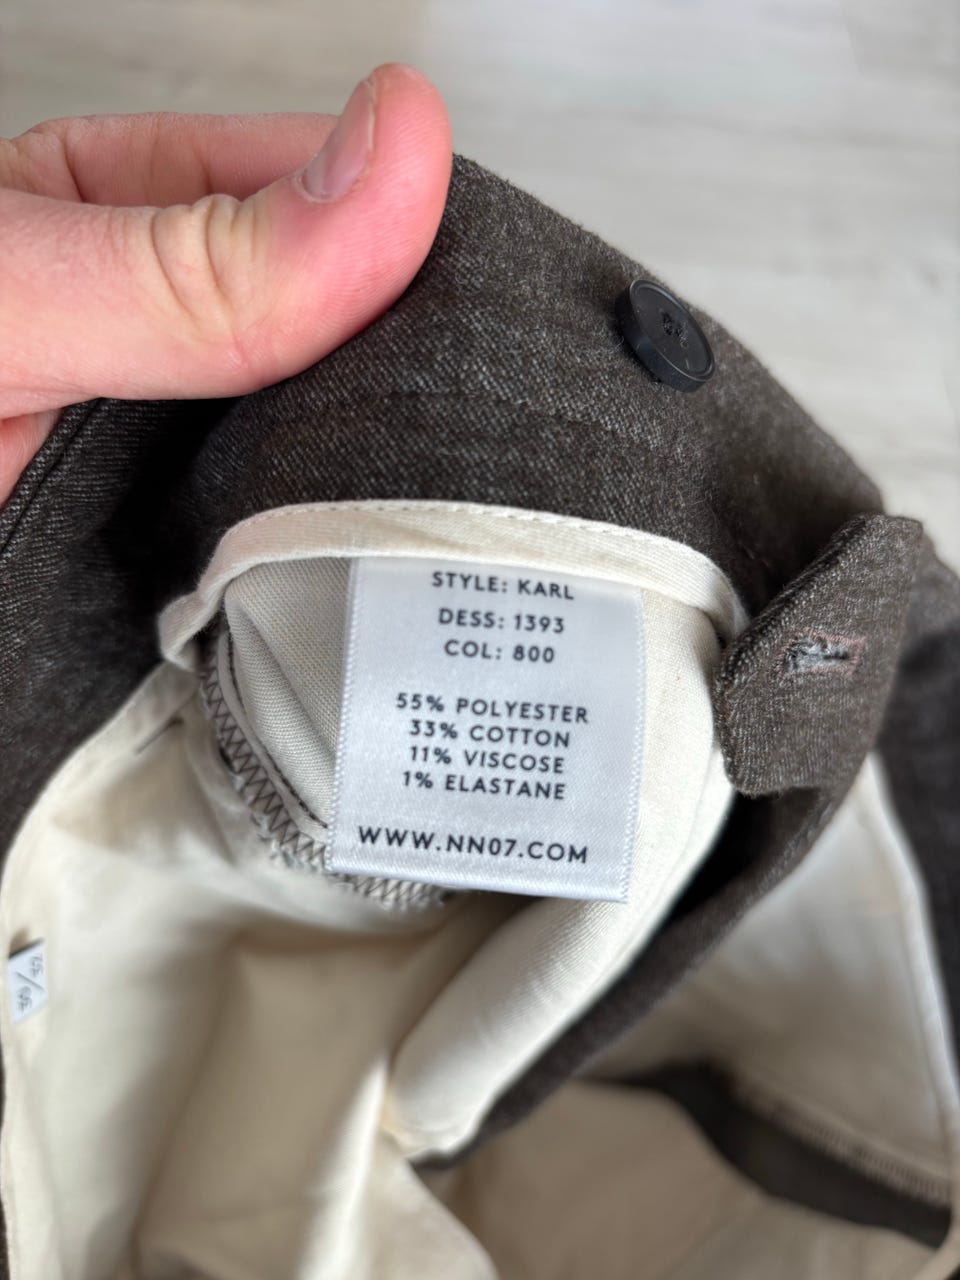 STYLE: KARL
DESS: 1393
COL: 800
55% POLYESTER
33% COTTON
11% VISCOSE
1% ELASTANE
WWW.NN07.COM